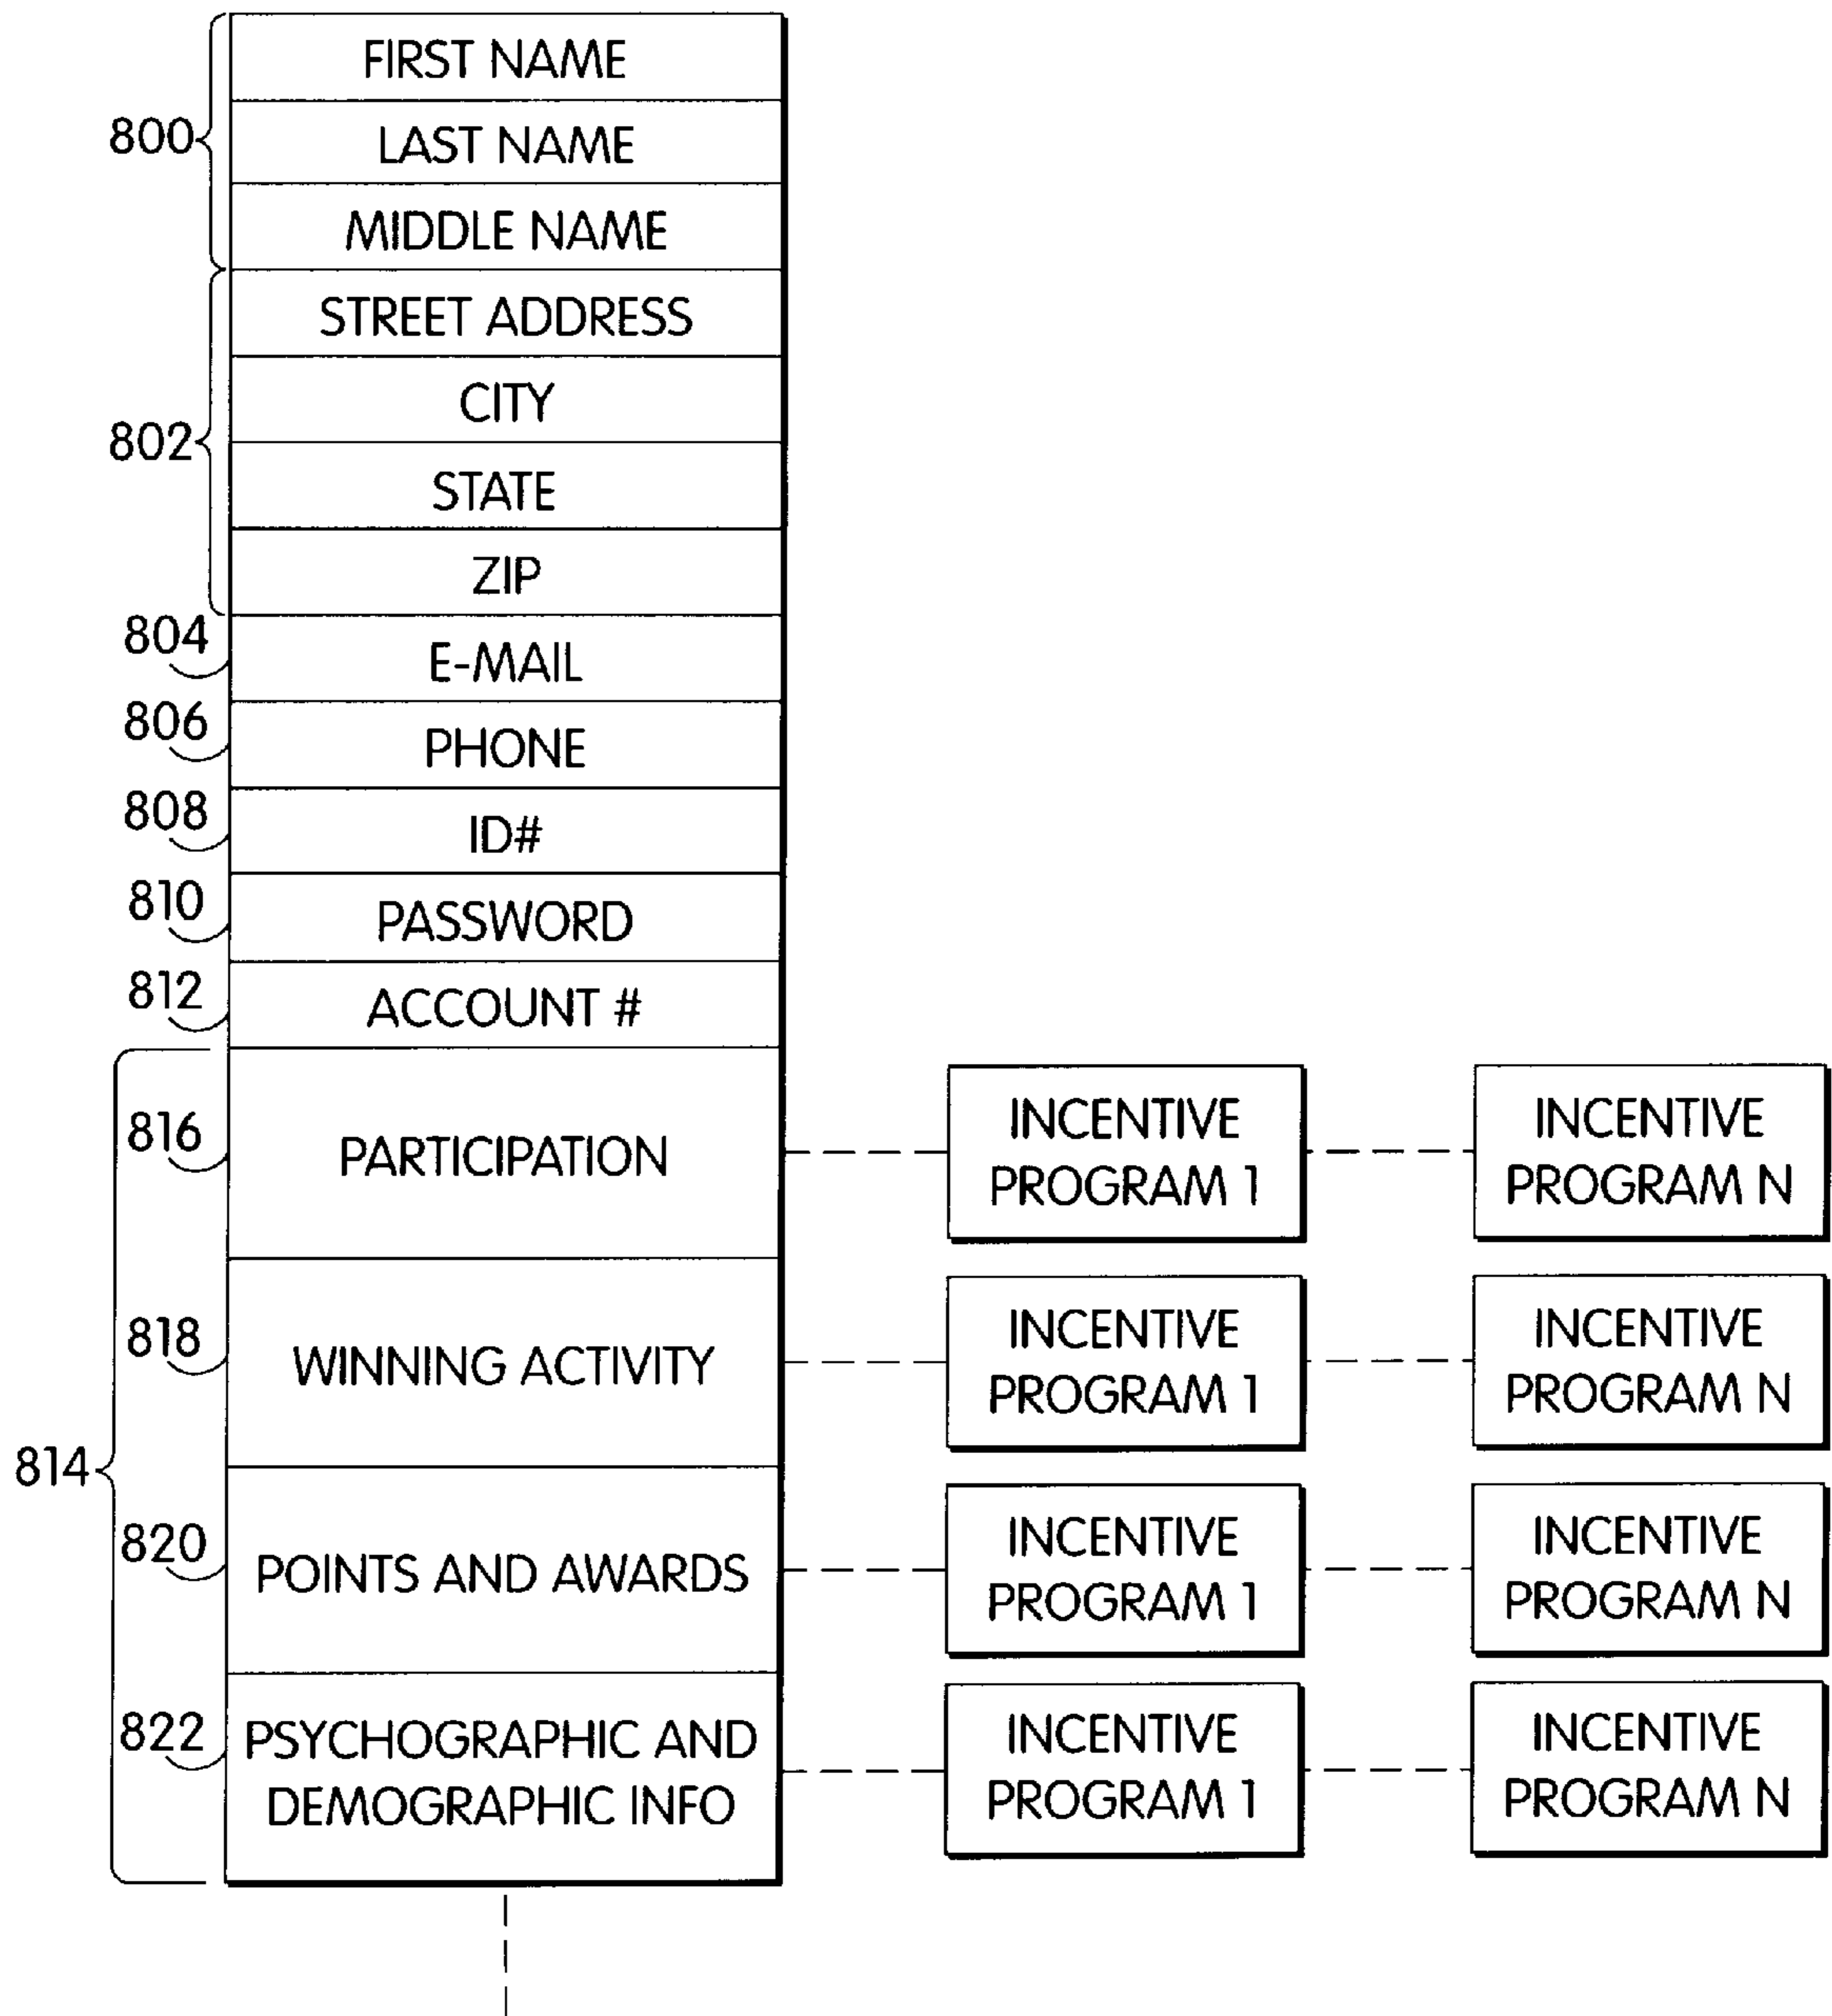 FIRST NAME
800
LAST NAME
MIDDLE NAME
STREET ADDRESS
CITY
802
STATE
ZIP
804
E-MAIL
806
PHONE
808
ID#
810
PASSWORD
812
ACCOUNT #
814
816
PARTICIPATION
INCENTIVE
PROGRAM 1
INCENTIVE
PROGRAM N
818
WINNING ACTIVITY
INCENTIVE
PROGRAM 1
INCENTIVE
PROGRAM N
820
POINTS AND AWARDS
INCENTIVE
PROGRAM 1
INCENTIVE
PROGRAM N
822
PSYCHOGRAPHIC AND
DEMOGRAPHIC INFO
INCENTIVE
PROGRAM 1
INCENTIVE
PROGRAM N